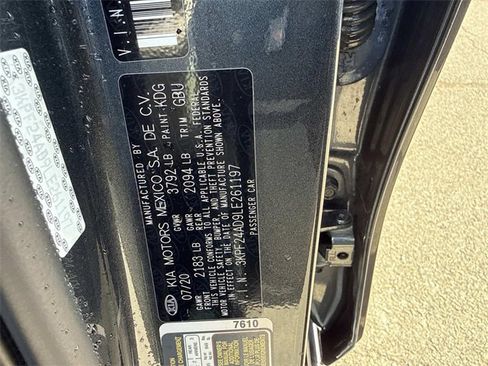 V.I.N.
MANUFACTURED BY
KIA MOTORS MEXICO S.A. DE C.V.
07/20 GVWR 3792 LB PAINT KDG
GAWR FRONT 2183 LB GAWR REAR 2094 LB TRIM GBU
THIS VEHICLE CONFORMS TO ALL APPLICABLE U.S.A. FEDERAL
MOTOR VEHICLE SAFETY, BUMPER, AND THEFT PREVENTION STANDARDS
IN EFFECT ON THE DATE OF MANUFACTURE SHOWN ABOVE.
V.I.N. 3KPF24AD9LE261197
PASSENGER CAR
KIA
7610